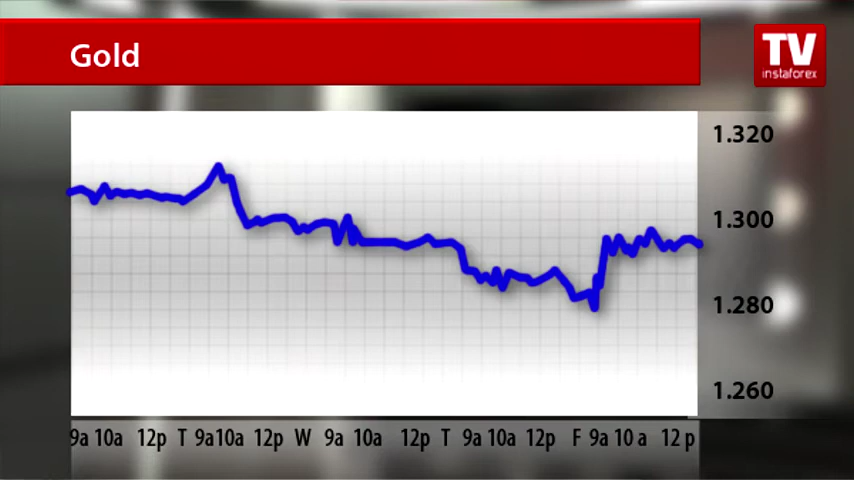 Gold
TV
instaforex
1.320
1.300
1.280
1.260
9a 10a 12p T 9a 10a 12p W 9a 10a 12p T 9a 10a 12p F 9a 10 a 12 p